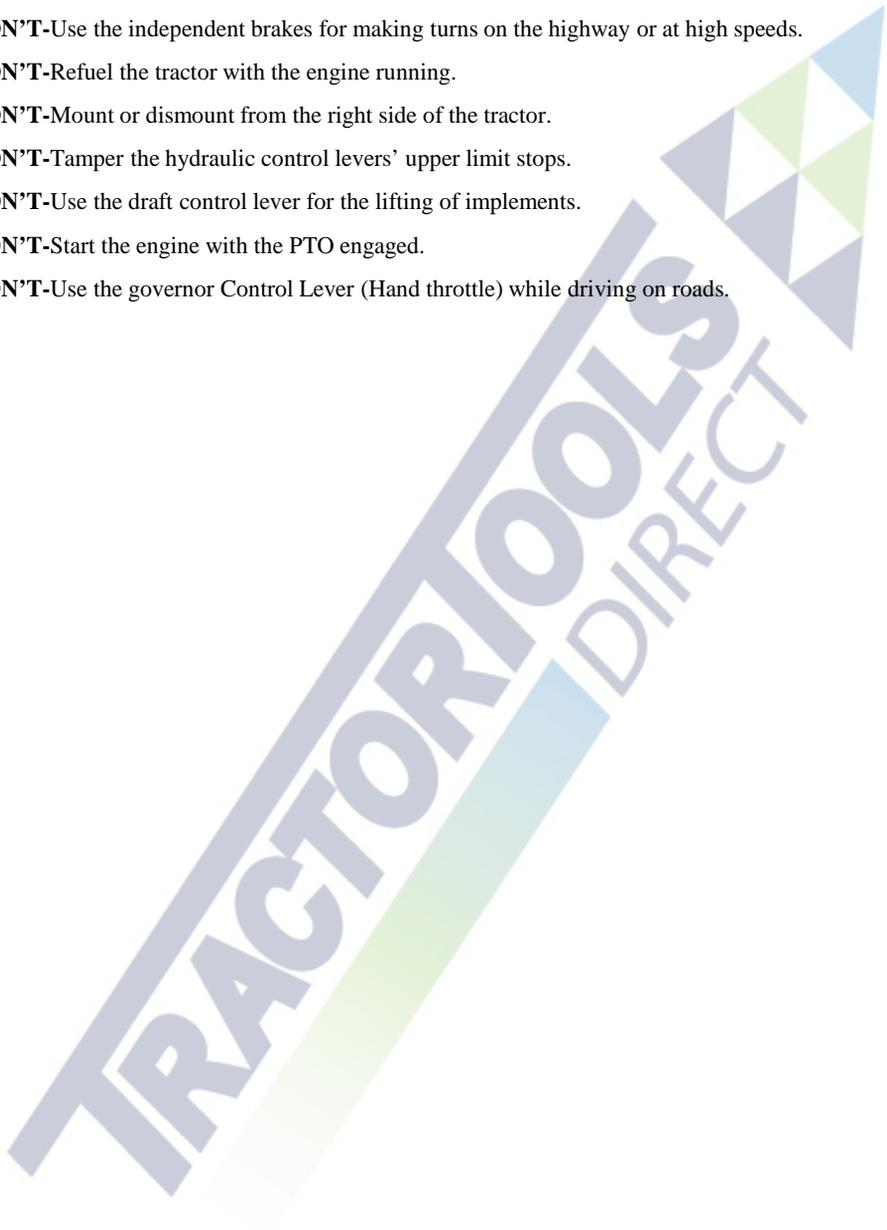 N’T-Use the independent brakes for making turns on the highway or at high speeds.
N’T-Refuel the tractor with the engine running.
N’T-Mount or dismount from the right side of the tractor.
N’T-Tamper the hydraulic control levers’ upper limit stops.
N’T-Use the draft control lever for the lifting of implements.
N’T-Start the engine with the PTO engaged.
N’T-Use the governor Control Lever (Hand throttle) while driving on roads.
TRACTORTOOLS
DIRECT